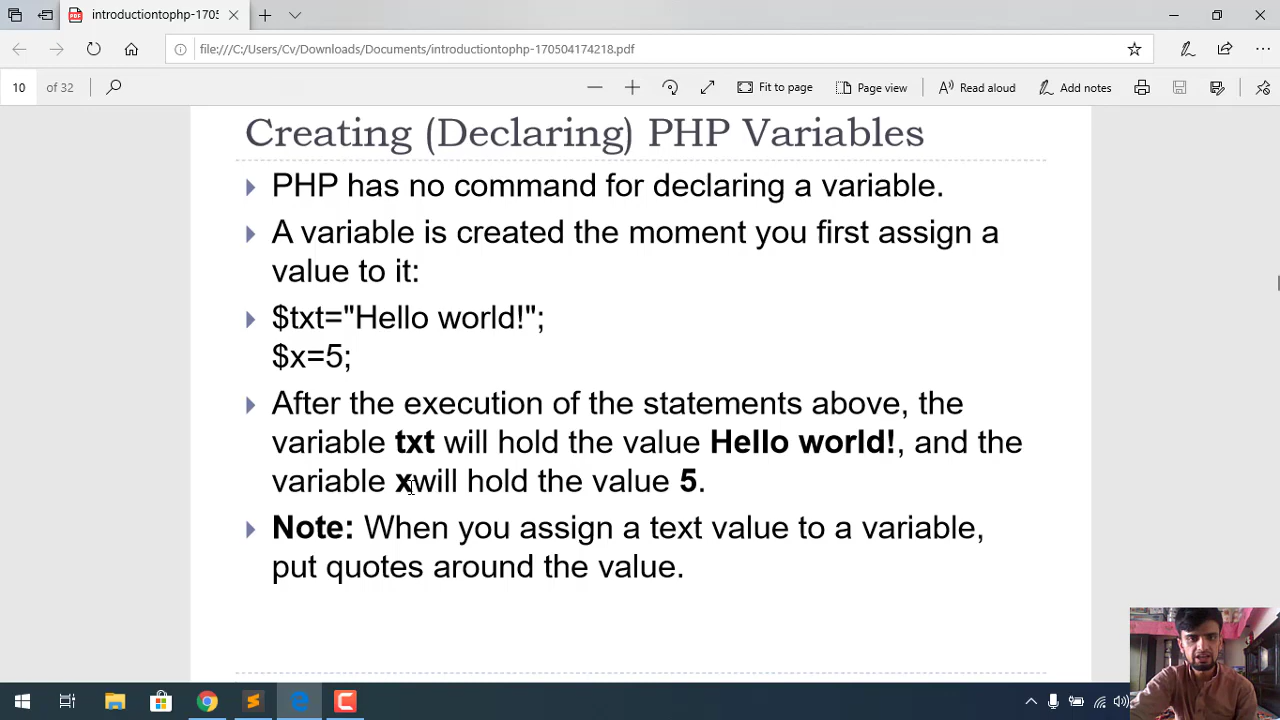 introductiontophp-1705
file:///C:/Users/Cv/Downloads/Documents/introductiontophp-170504174218.pdf
10 of 32 Fit to page Page view Read aloud Add notes
Creating (Declaring) PHP Variables
PHP has no command for declaring a variable.
A variable is created the moment you first assign a
value to it:
$txt="Hello world!";
$x=5;
After the execution of the statements above, the
variable txt will hold the value Hello world!, and the
variable xwill hold the value 5.
Note: When you assign a text value to a variable,
put quotes around the value.